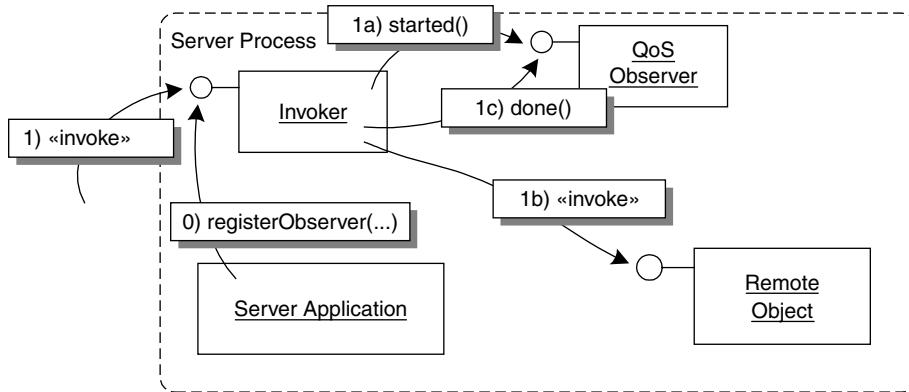 1a) started()
Server Process
QoS
Observer
Invoker
1c) done()
1) «invoke»
1b) «invoke»
0) registerObserver(...)
Server Application
Remote
Object